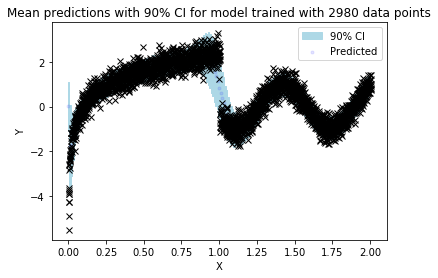 Mean predictions with 90% CI for model trained with 2980 data points
90% CI
Predicted
Y
2
0
−2
−4
0.00 0.25 0.50 0.75 1.00 1.25 1.50 1.75 2.00
X